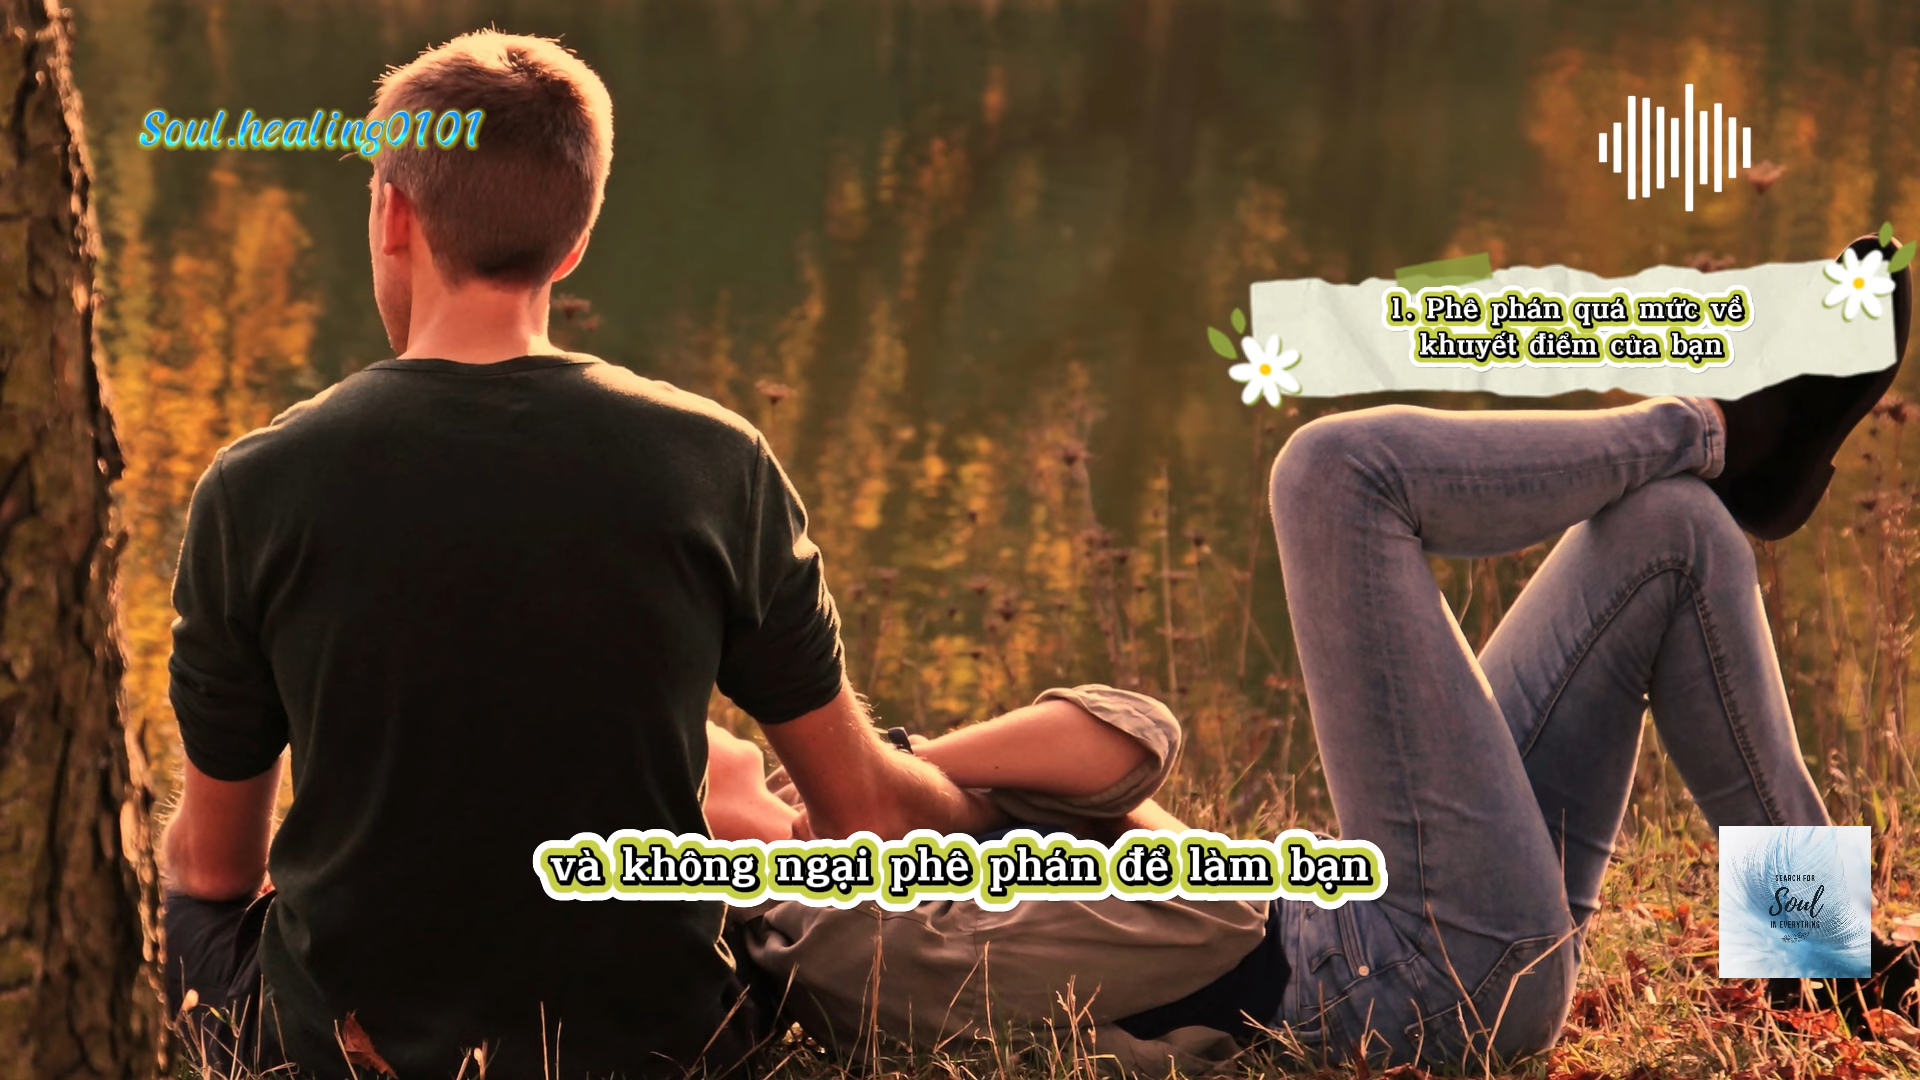 Soul.healing0101
1. Phê phán quá mức về
khuyết điểm của bạn
và không ngại phê phán để làm bạn
SEARCH FOR
Soul
IN EVERYTHING